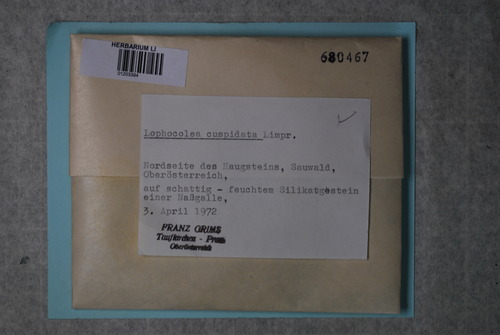 HERBARIUM LI
01203394
680467
Lophocolea cuspidata Limpr.
Nordseite des Haugsteins, Sauwald,
Oberösterreich,
auf schattig - feuchtem Silikatgestein
einer Naßgalle,
3. April 1972
FRANZ GRIMS
Taufkirchen - Pram
Oberösterreich